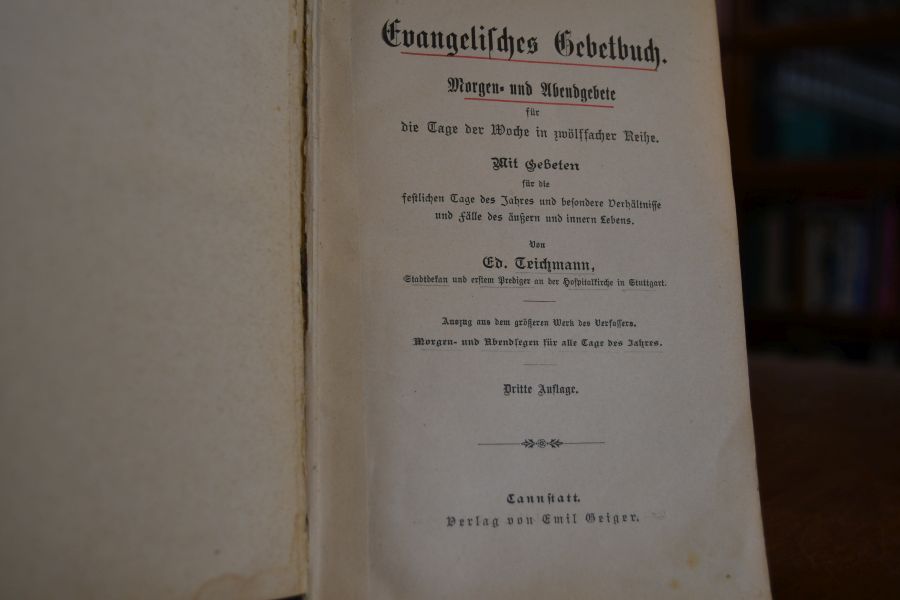 Evangeliſches Gebetbuch.
Morgen- und Abendgebete
für
die Tage der Woche in zwölffacher Reihe.
Mit Gebeten
für die
feſtlichen Tage des Jahres und beſondere Verhältniſſe
und Fälle des äußern und innern Lebens.
Von
Ed. Teichmann,
Stadtdekan und erſtem Prediger an der Hoſpitalkirche in Stuttgart.
Auszug aus dem größeren Werk des Verfaſſers.
Morgen- und Abendſegen für alle Tage des Jahres.
Dritte Auflage.
Cannſtatt.
Verlag von Emil Geiger.